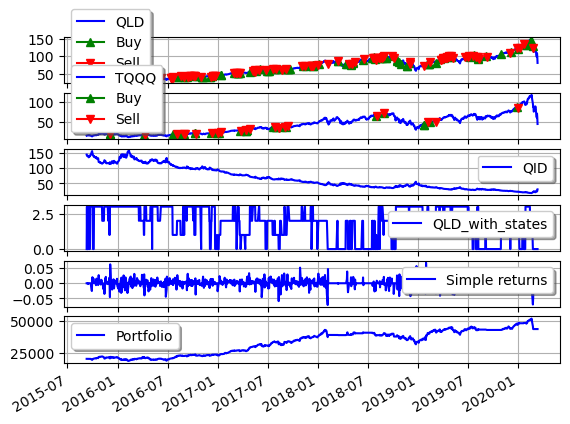 QLD
Buy
Sell
150
100
50
TQQQ
Buy
Sell
100
50
150
100
50
QID
2.5
0.0
QLD_with_states
0.05
0.00
−0.05
Simple returns
50000
25000
Portfolio
2015-07
2016-01
2016-07
2017-01
2017-07
2018-01
2018-07
2019-01
2019-07
2020-01